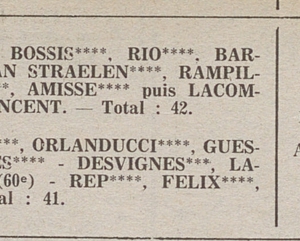 BOSSIS****, RIO****, BAR-
AN STRAELEN****, RAMPIL-
**, AMISSE**** puis LACOM-
NCENT. — Total : 42.
***, ORLANDUCCI****, GUES-
ES**** - DESVIGNES***, LA-
(60e) - REP****, FELIX****,
al : 41.